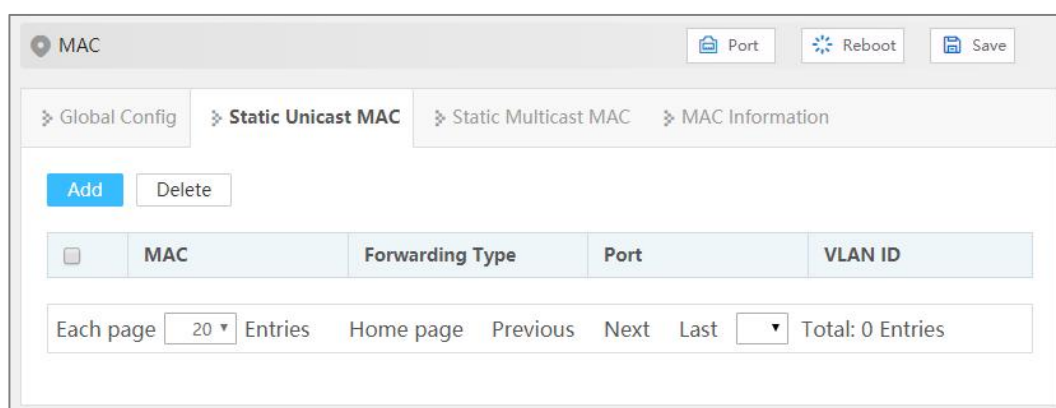 MAC Port Reboot Save
Global Config Static Unicast MAC Static Multicast MAC MAC Information
Add Delete
MAC Forwarding Type Port VLAN ID
Each page 20 Entries Home page Previous Next Last Total: 0 Entries